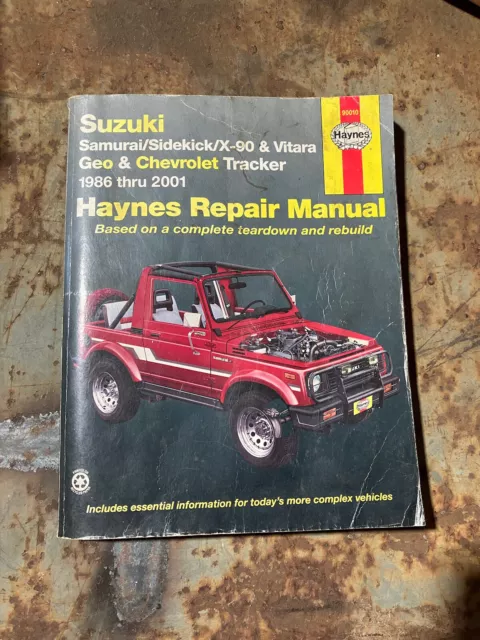 Suzuki
90010
Haynes
Samurai/Sidekick/X-90 & Vitara
Geo & Chevrolet Tracker
1986 thru 2001
Haynes Repair Manual
Based on a complete teardown and rebuild
Includes essential information for today's more complex vehicles